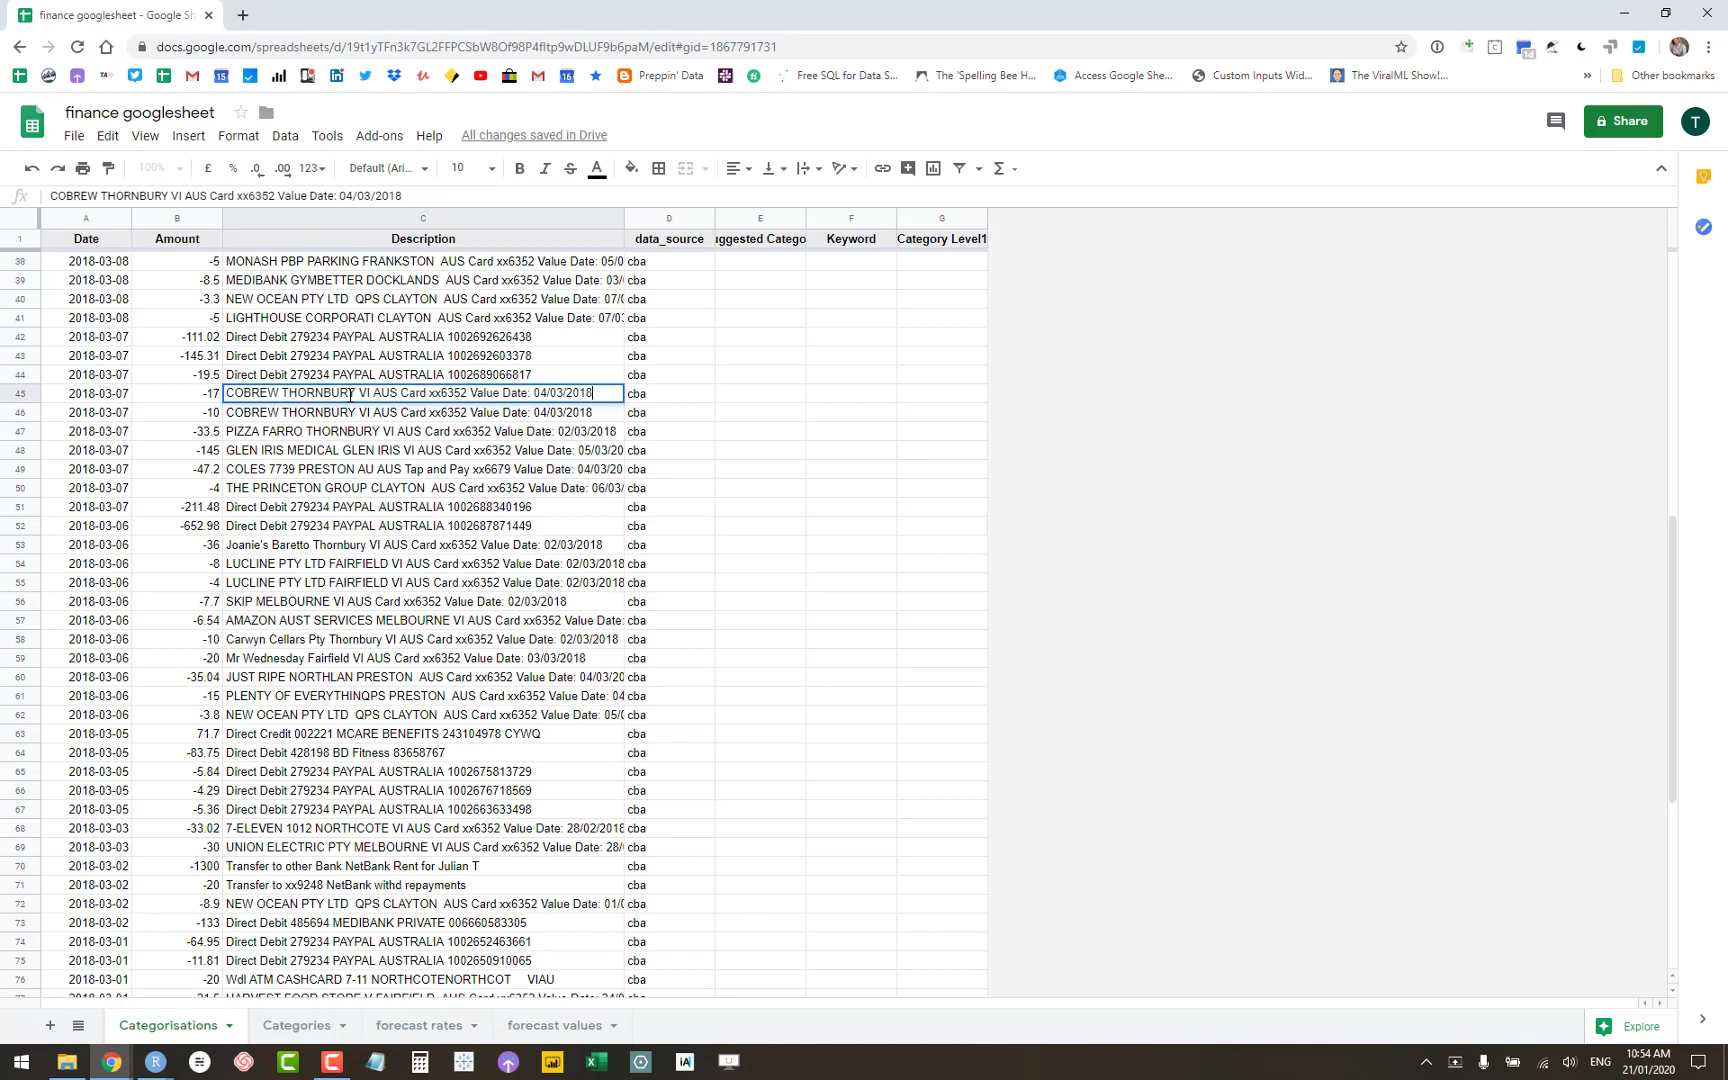 finance googlesheet - Google Sh
docs.google.com/spreadsheets/d/19t1yTFn3k7GL2FFPCSbW8Of98P4fItp9wDLUF9b6paM/edit#gid=1867791731
Preppin' Data
Free SQL for Data S...
The 'Spelling Bee H...
Access Google She...
Custom Inputs Wid...
The ViralML Show!...
Other bookmarks
finance googlesheet
File Edit View Insert Format Data Tools Add-ons Help All changes saved in Drive
Share
T
100% £ % .0 .00 123 Default (Ari... 10 B I S A
fx COBREW THORNBURY VI AUS Card xx6352 Value Date: 04/03/2018
A B C D E F G
1 Date Amount Description data_source uggested Catego Keyword Category Level1
38 2018-03-08 -5 MONASH PBP PARKING FRANKSTON AUS Card xx6352 Value Date: 05/0 cba
39 2018-03-08 -8.5 MEDIBANK GYMBETTER DOCKLANDS AUS Card xx6352 Value Date: 03/ cba
40 2018-03-08 -3.3 NEW OCEAN PTY LTD QPS CLAYTON AUS Card xx6352 Value Date: 07/0 cba
41 2018-03-08 -5 LIGHTHOUSE CORPORATI CLAYTON AUS Card xx6352 Value Date: 07/03 cba
42 2018-03-07 -111.02 Direct Debit 279234 PAYPAL AUSTRALIA 1002692626438 cba
43 2018-03-07 -145.31 Direct Debit 279234 PAYPAL AUSTRALIA 1002692603378 cba
44 2018-03-07 -19.5 Direct Debit 279234 PAYPAL AUSTRALIA 1002689066817 cba
45 2018-03-07 -17 COBREW THORNBURY VI AUS Card xx6352 Value Date: 04/03/2018 cba
46 2018-03-07 -10 COBREW THORNBURY VI AUS Card xx6352 Value Date: 04/03/2018 cba
47 2018-03-07 -33.5 PIZZA FARRO THORNBURY VI AUS Card xx6352 Value Date: 02/03/2018 cba
48 2018-03-07 -145 GLEN IRIS MEDICAL GLEN IRIS VI AUS Card xx6352 Value Date: 05/03/20 cba
49 2018-03-07 -47.2 COLES 7739 PRESTON AU AUS Tap and Pay xx6679 Value Date: 04/03/20 cba
50 2018-03-07 -4 THE PRINCETON GROUP CLAYTON AUS Card xx6352 Value Date: 06/03/ cba
51 2018-03-07 -211.48 Direct Debit 279234 PAYPAL AUSTRALIA 1002688340196 cba
52 2018-03-06 -652.98 Direct Debit 279234 PAYPAL AUSTRALIA 1002687871449 cba
53 2018-03-06 -36 Joanie's Baretto Thornbury VI AUS Card xx6352 Value Date: 02/03/2018 cba
54 2018-03-06 -8 LUCLINE PTY LTD FAIRFIELD VI AUS Card xx6352 Value Date: 02/03/2018 cba
55 2018-03-06 -4 LUCLINE PTY LTD FAIRFIELD VI AUS Card xx6352 Value Date: 02/03/2018 cba
56 2018-03-06 -7.7 SKIP MELBOURNE VI AUS Card xx6352 Value Date: 02/03/2018 cba
57 2018-03-06 -6.54 AMAZON AUST SERVICES MELBOURNE VI AUS Card xx6352 Value Date: cba
58 2018-03-06 -10 Carwyn Cellars Pty Thornbury VI AUS Card xx6352 Value Date: 02/03/2018 cba
59 2018-03-06 -20 Mr Wednesday Fairfield VI AUS Card xx6352 Value Date: 03/03/2018 cba
60 2018-03-06 -35.04 JUST RIPE NORTHLAN PRESTON AUS Card xx6352 Value Date: 04/03/20 cba
61 2018-03-06 -15 PLENTY OF EVERYTHINQPS PRESTON AUS Card xx6352 Value Date: 04 cba
62 2018-03-06 -3.8 NEW OCEAN PTY LTD QPS CLAYTON AUS Card xx6352 Value Date: 05/0 cba
63 2018-03-05 71.7 Direct Credit 002221 MCARE BENEFITS 243104978 CYWQ cba
64 2018-03-05 -83.75 Direct Debit 428198 BD Fitness 83658767 cba
65 2018-03-05 -5.84 Direct Debit 279234 PAYPAL AUSTRALIA 1002675813729 cba
66 2018-03-05 -4.29 Direct Debit 279234 PAYPAL AUSTRALIA 1002676718569 cba
67 2018-03-05 -5.36 Direct Debit 279234 PAYPAL AUSTRALIA 1002663633498 cba
68 2018-03-03 -33.02 7-ELEVEN 1012 NORTHCOTE VI AUS Card xx6352 Value Date: 28/02/2018 cba
69 2018-03-03 -30 UNION ELECTRIC PTY MELBOURNE VI AUS Card xx6352 Value Date: 28/ cba
70 2018-03-02 -1300 Transfer to other Bank NetBank Rent for Julian T cba
71 2018-03-02 -20 Transfer to xx9248 NetBank withd repayments cba
72 2018-03-02 -8.9 NEW OCEAN PTY LTD QPS CLAYTON AUS Card xx6352 Value Date: 01/0 cba
73 2018-03-02 -133 Direct Debit 485694 MEDIBANK PRIVATE 006660583305 cba
74 2018-03-01 -64.95 Direct Debit 279234 PAYPAL AUSTRALIA 1002652463661 cba
75 2018-03-01 -11.81 Direct Debit 279234 PAYPAL AUSTRALIA 1002650910065 cba
76 2018-03-01 -20 Wdl ATM CASHCARD 7-11 NORTHCOTENORTHCOT VIAU cba
Categorisations Categories forecast rates forecast values Explore
ENG 10:54 AM
21/01/2020